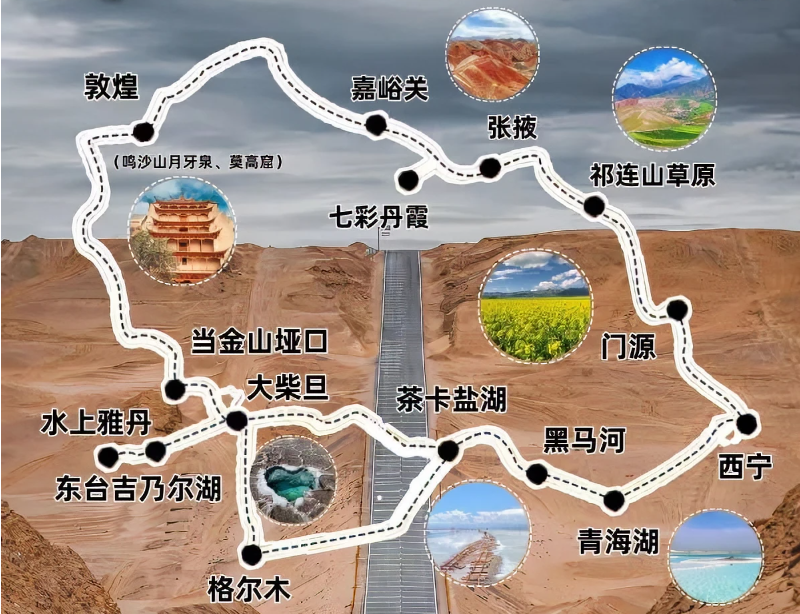 敦煌
嘉峪关
张掖
(鸣沙山月牙泉、莫高窟)
祁连山草原
七彩丹霞
当金山垭口
门源
大柴旦
茶卡盐湖
水上雅丹
黑马河
西宁
东台吉乃尔湖
青海湖
格尔木